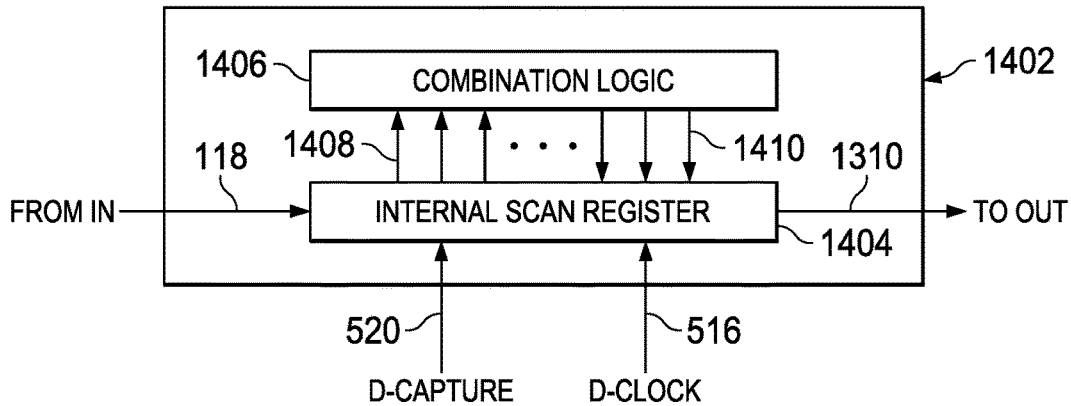 1406
COMBINATION LOGIC
1402
1408
1410
118
1310
FROM IN
INTERNAL SCAN REGISTER
TO OUT
1404
520
516
D-CAPTURE
D-CLOCK